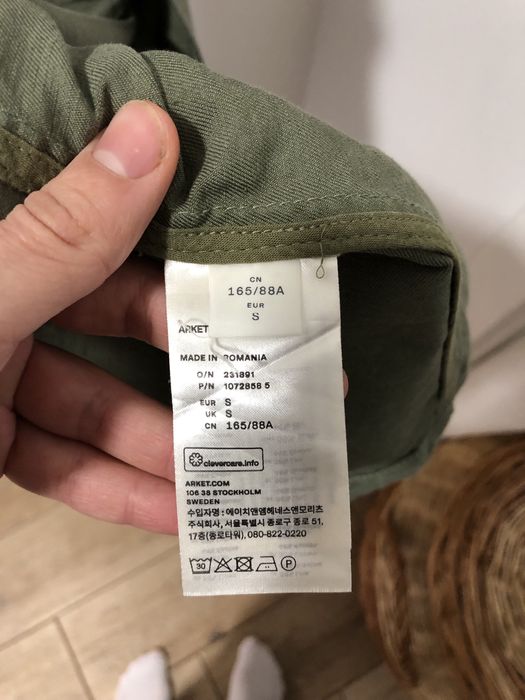 CN
165/88A
EUR
S
ARKET
MADE IN ROMANIA
O/N 231891
P/N 1072858 5
EUR S
UK S
CN 165/88A
clevercare.info
ARKET.COM
106 38 STOCKHOLM
SWEDEN
수입자명: 에이치앤엠헤네스앤모리츠
주식회사, 서울특별시 종로구 종로 51,
17층(종로타워), 080-822-0220
30 P